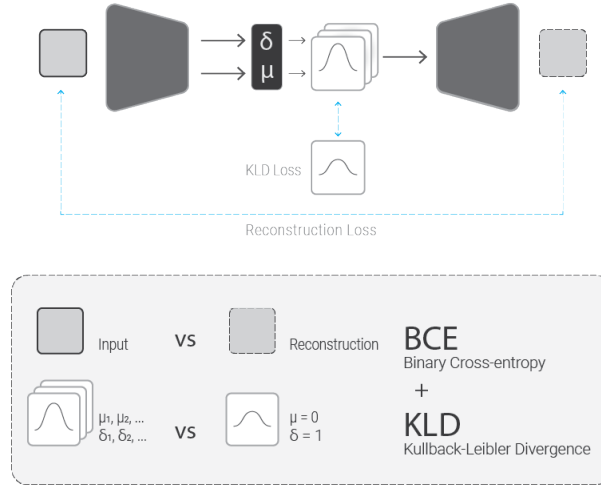 δ
μ
KLD Loss
Reconstruction Loss
Input
vs
Reconstruction
BCE
Binary Cross-entropy
+
μ₁, μ₂, ...
δ₁, δ₂, ...
vs
μ = 0
δ = 1
KLD
Kullback-Leibler Divergence